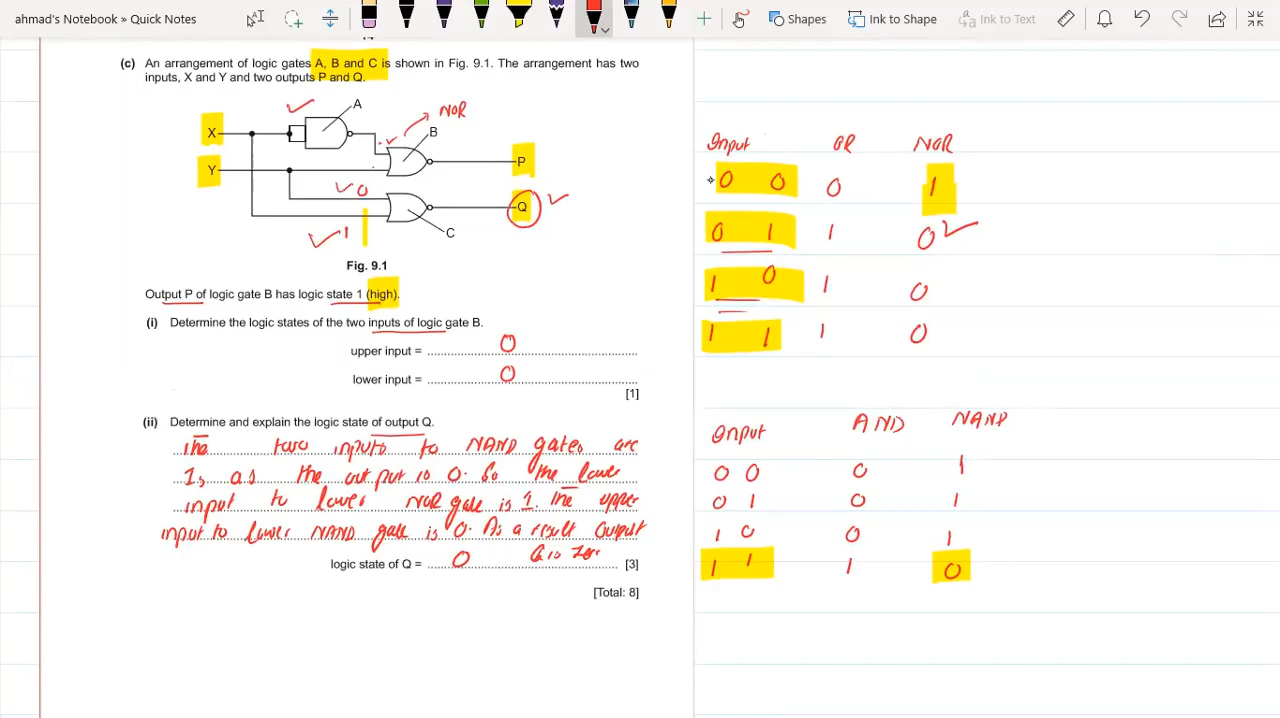 ahmad's Notebook » Quick Notes
Shapes
Ink to Shape
Ink to Text
(c) An arrangement of logic gates A, B and C is shown in Fig. 9.1. The arrangement has two
inputs, X and Y and two outputs P and Q.
A
NOR
X
B
P
Y
0
Q
1
C
Fig. 9.1
Output P of logic gate B has logic state 1 (high).
(i) Determine the logic states of the two inputs of logic gate B.
upper input = 0
lower input = 0
[1]
(ii) Determine and explain the logic state of output Q.
The two inputs to NAND gates are
1, as the output is 0. So the lower
input to lower NOR gate is 1. The upper
input to lower NAND gate is 0. As a result output
Q is zero
logic state of Q = 0 [3]
[Total: 8]
Input OR NOR
0 0 0 1
0 1 1 0
1 0 1 0
1 1 1 0
Input AND NAND
0 0 0 1
0 1 0 1
1 0 0 1
1 1 1 0